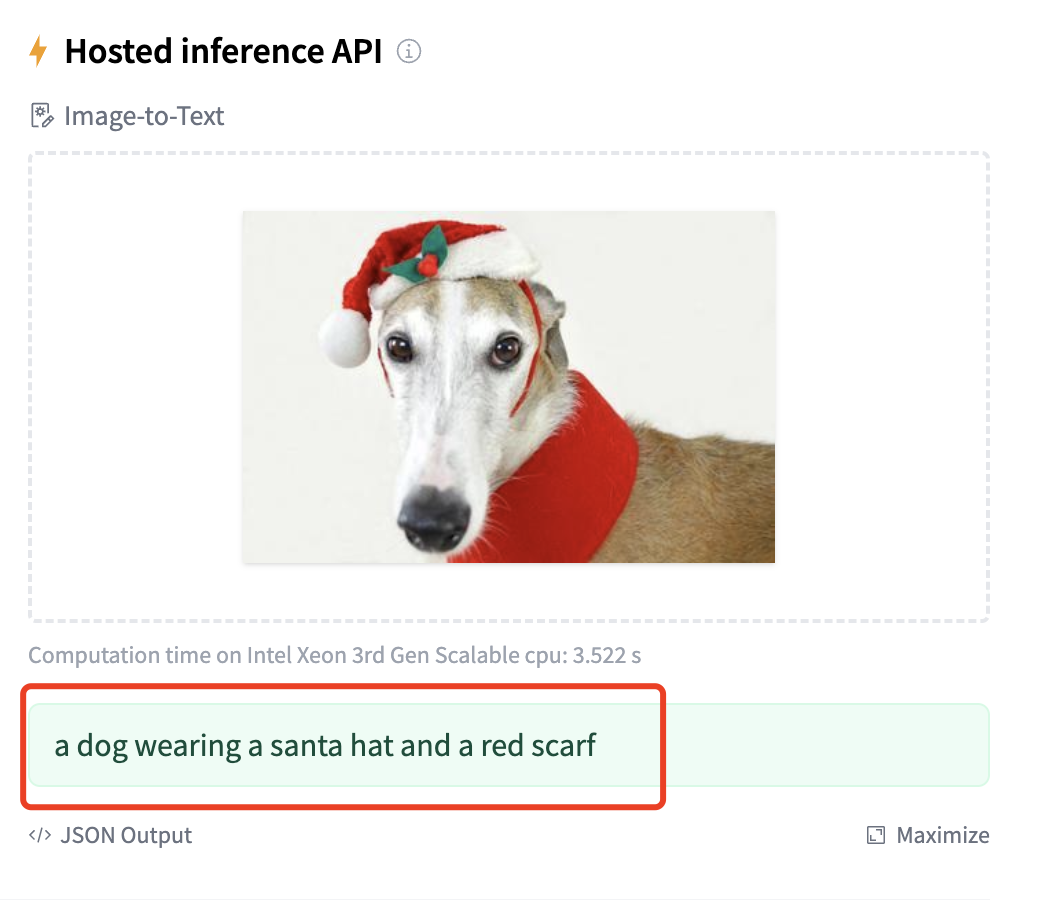 Hosted inference API
Image-to-Text
Computation time on Intel Xeon 3rd Gen Scalable cpu: 3.522 s
a dog wearing a santa hat and a red scarf
</> JSON Output
Maximize